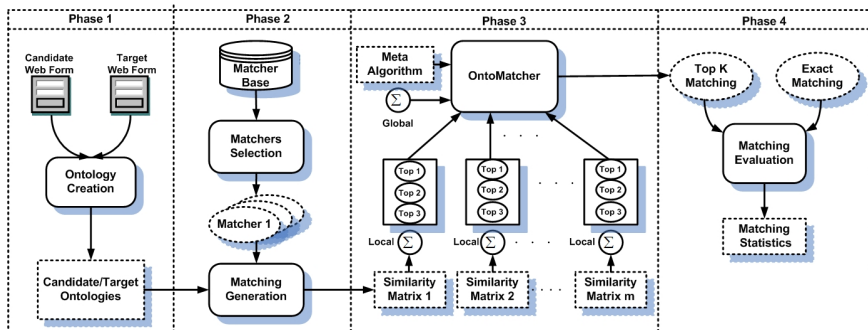 Phase 1
Phase 2
Phase 3
Phase 4
Candidate
Web Form
Target
Web Form
Ontology
Creation
Candidate/Target
Ontologies
Matcher
Base
Matchers
Selection
Matcher 1
Matching
Generation
Meta
Algorithm
OntoMatcher
Σ
Global
. . .
Top 1
Top 2
Top 3
Top 1
Top 2
Top 3
. . .
Top 1
Top 2
Top 3
Local Σ
Local Σ
. . .
Local Σ
Similarity
Matrix 1
Similarity
Matrix 2
. . . .
Similarity
Matrix m
Top K
Matching
Exact
Matching
Matching
Evaluation
Matching
Statistics